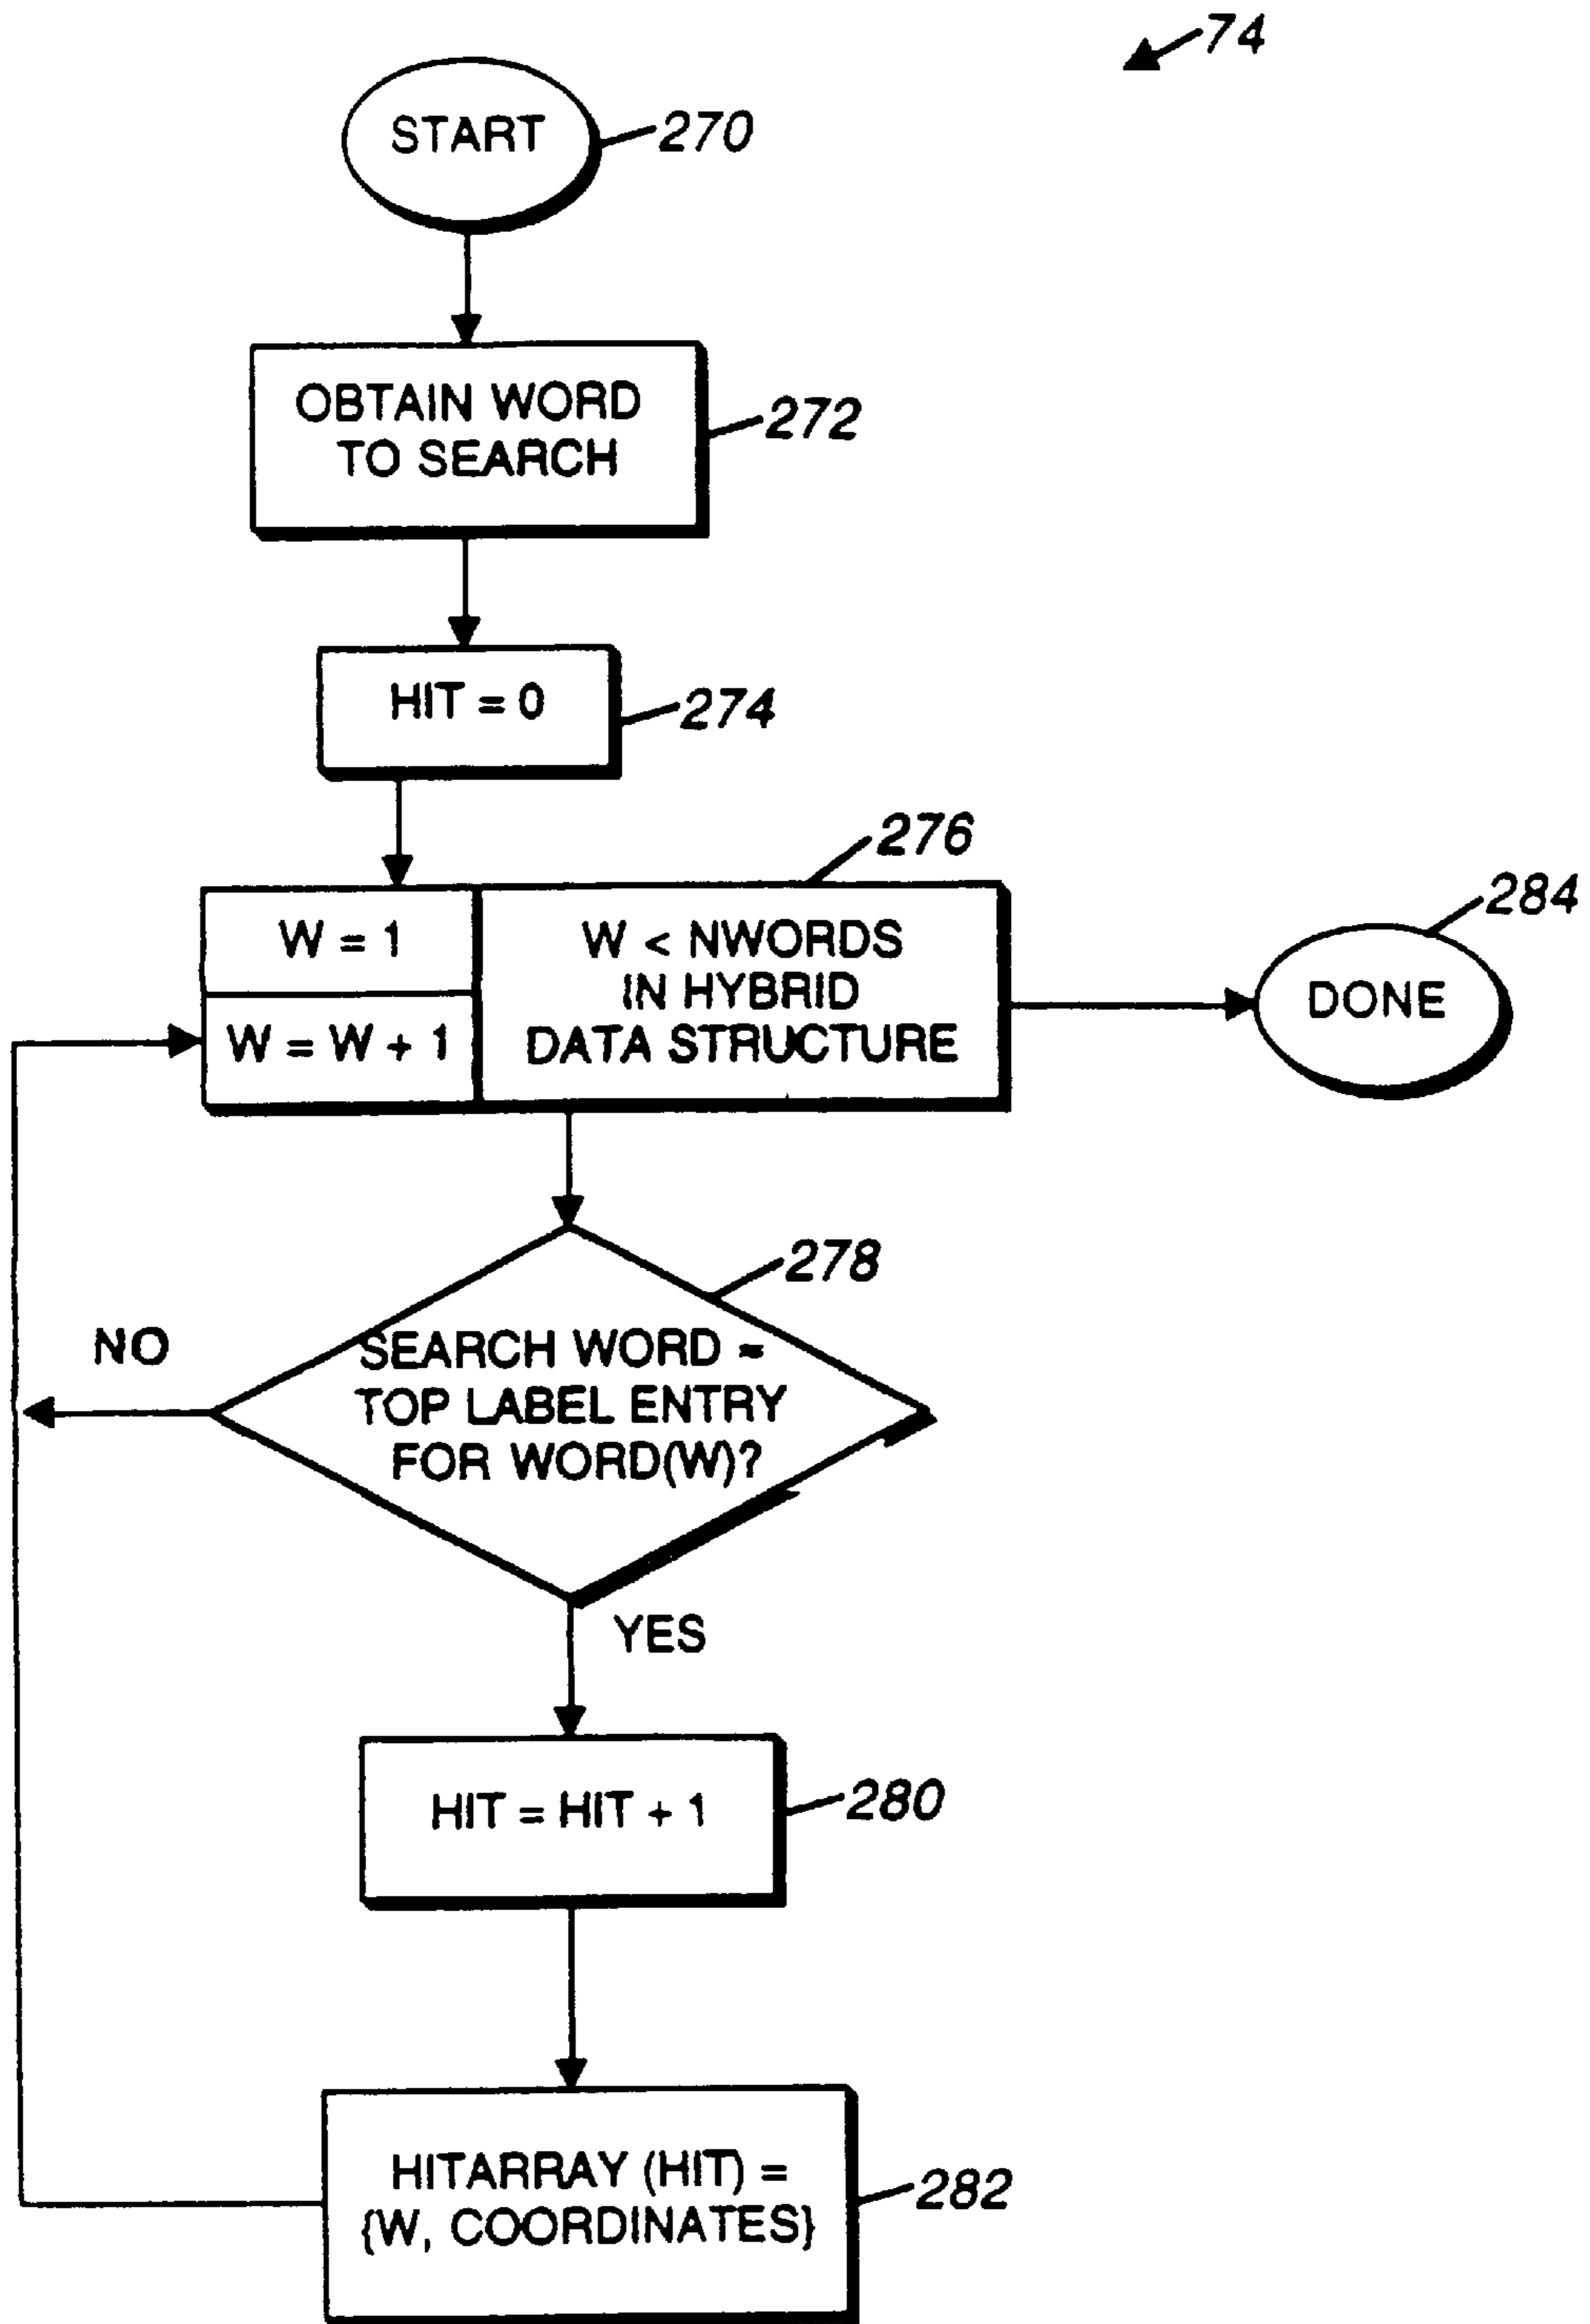 74
START
270
OBTAIN WORD
TO SEARCH
272
HIT = 0
274
276
W = 1
W = W + 1
W < NWORDS
IN HYBRID
DATA STRUCTURE
284
DONE
278
NO
SEARCH WORD =
TOP LABEL ENTRY
FOR WORD(W)?
YES
HIT = HIT + 1
280
HITARRAY (HIT) =
{W, COORDINATES}
282